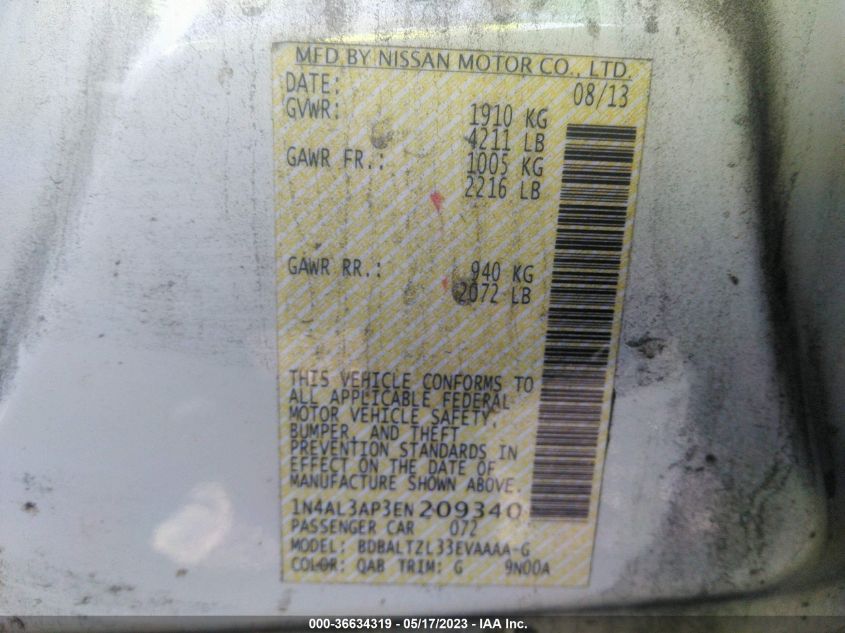 MFD BY NISSAN MOTOR CO., LTD.
DATE: 08/13
GVWR: 1910 KG
4211 LB
GAWR FR.: 1005 KG
2216 LB
GAWR RR.: 940 KG
2072 LB
THIS VEHICLE CONFORMS TO
ALL APPLICABLE FEDERAL
MOTOR VEHICLE SAFETY,
BUMPER, AND THEFT
PREVENTION STANDARDS IN
EFFECT ON THE DATE OF
MANUFACTURE SHOWN ABOVE.
1N4AL3AP3EN209340
PASSENGER CAR 072
MODEL: BDBALTZL33EVAAAA-G
COLOR: QAB TRIM: G 9N00A
000-36634319 - 05/17/2023 - IAA Inc.